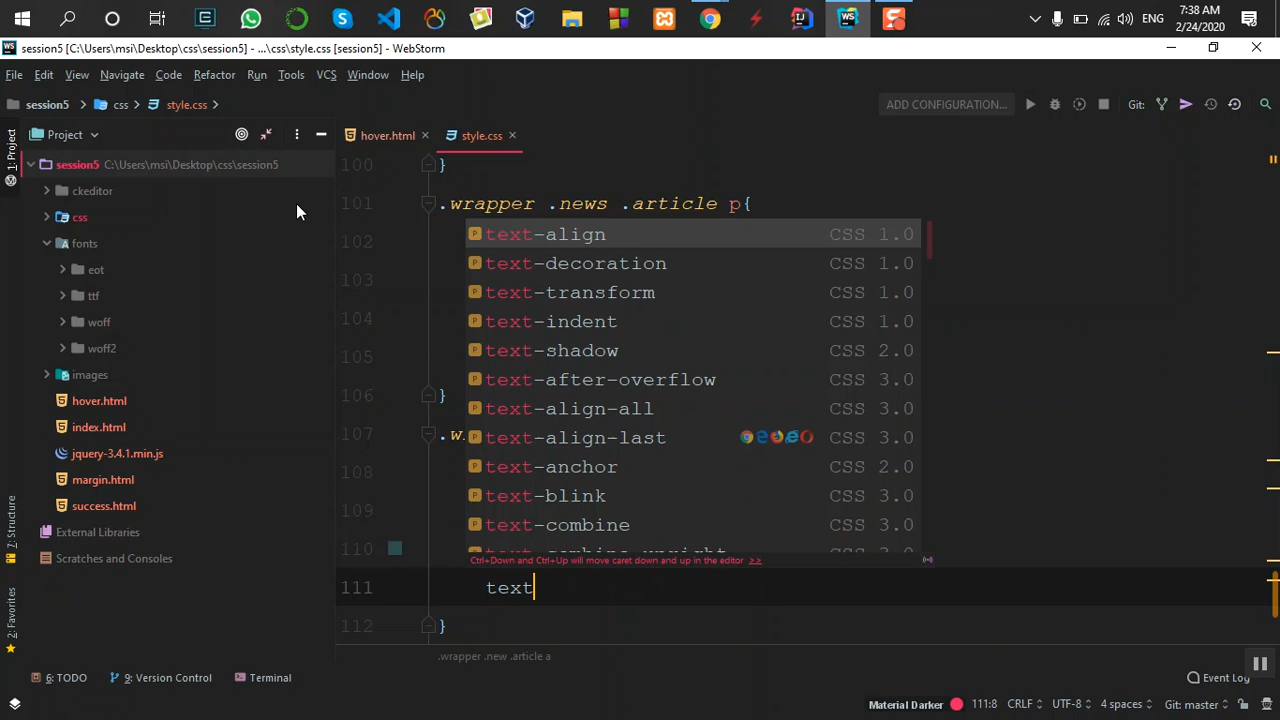 7:38 AM
ENG
2/24/2020
session5 [C:\Users\msi\Desktop\css\session5] - ...\css\style.css [session5] - WebStorm
File Edit View Navigate Code Refactor Run Tools VCS Window Help
session5 css style.css ADD CONFIGURATION... Git:
1: Project
Project
hover.html style.css
session5 C:\Users\msi\Desktop\css\session5
ckeditor
css
fonts
eot
ttf
woff
woff2
images
hover.html
index.html
jquery-3.4.1.min.js
margin.html
success.html
External Libraries
Scratches and Consoles
100 }
101 .wrapper .news .article p{
102 text-align CSS 1.0
text-decoration CSS 1.0
103 text-transform CSS 1.0
104 text-indent CSS 1.0
105 text-shadow CSS 2.0
text-after-overflow CSS 3.0
106 } text-align-all CSS 3.0
107 .w text-align-last CSS 3.0
108 text-anchor CSS 2.0
109 text-blink CSS 3.0
text-combine CSS 3.0
110 text-combine-upright CSS 3.0
Ctrl+Down and Ctrl+Up will move caret down and up in the editor >>
111 text
112 }
7: Structure
2: Favorites
.wrapper .new .article a
6: TODO 9: Version Control Terminal Event Log
Material Darker 111:8 CRLF UTF-8 4 spaces Git: master